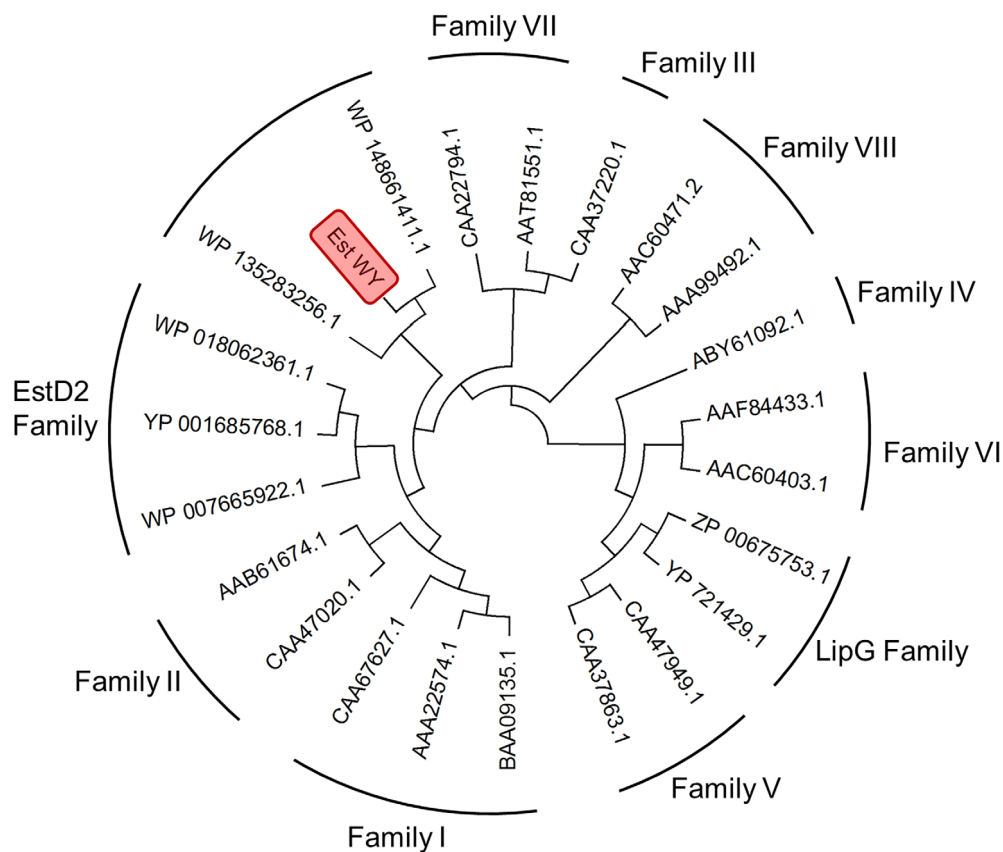 Family VII
Family III
Family VIII
Family IV
Family VI
LipG Family
Family V
Family I
Family II
EstD2
Family
WP 148661411.1
CAA22794.1
AAT81551.1
CAA37220.1
AAC60471.2
AAA99492.1
ABY61092.1
AAF84433.1
AAC60403.1
ZP 00675753.1
YP 721429.1
CAA47949.1
CAA37863.1
BAA09135.1
AAA22574.1
CAA67627.1
CAA47020.1
AAB61674.1
WP 007665922.1
YP 001685768.1
WP 018062361.1
WP 135283256.1
Est WY